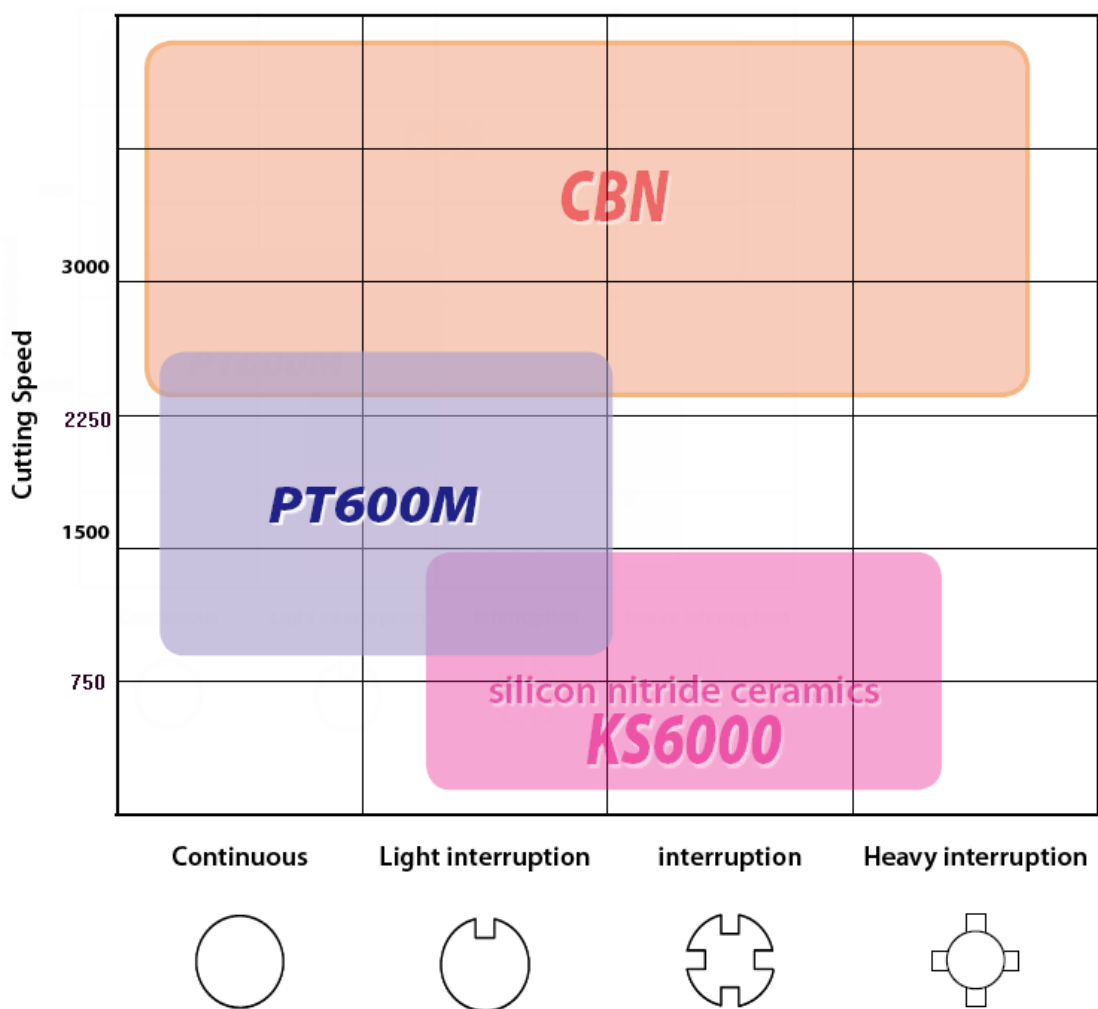 CBN
3000
Cutting Speed
2250
PT600M
1500
750
silicon nitride ceramics
KS6000
Continuous
Light interruption
interruption
Heavy interruption